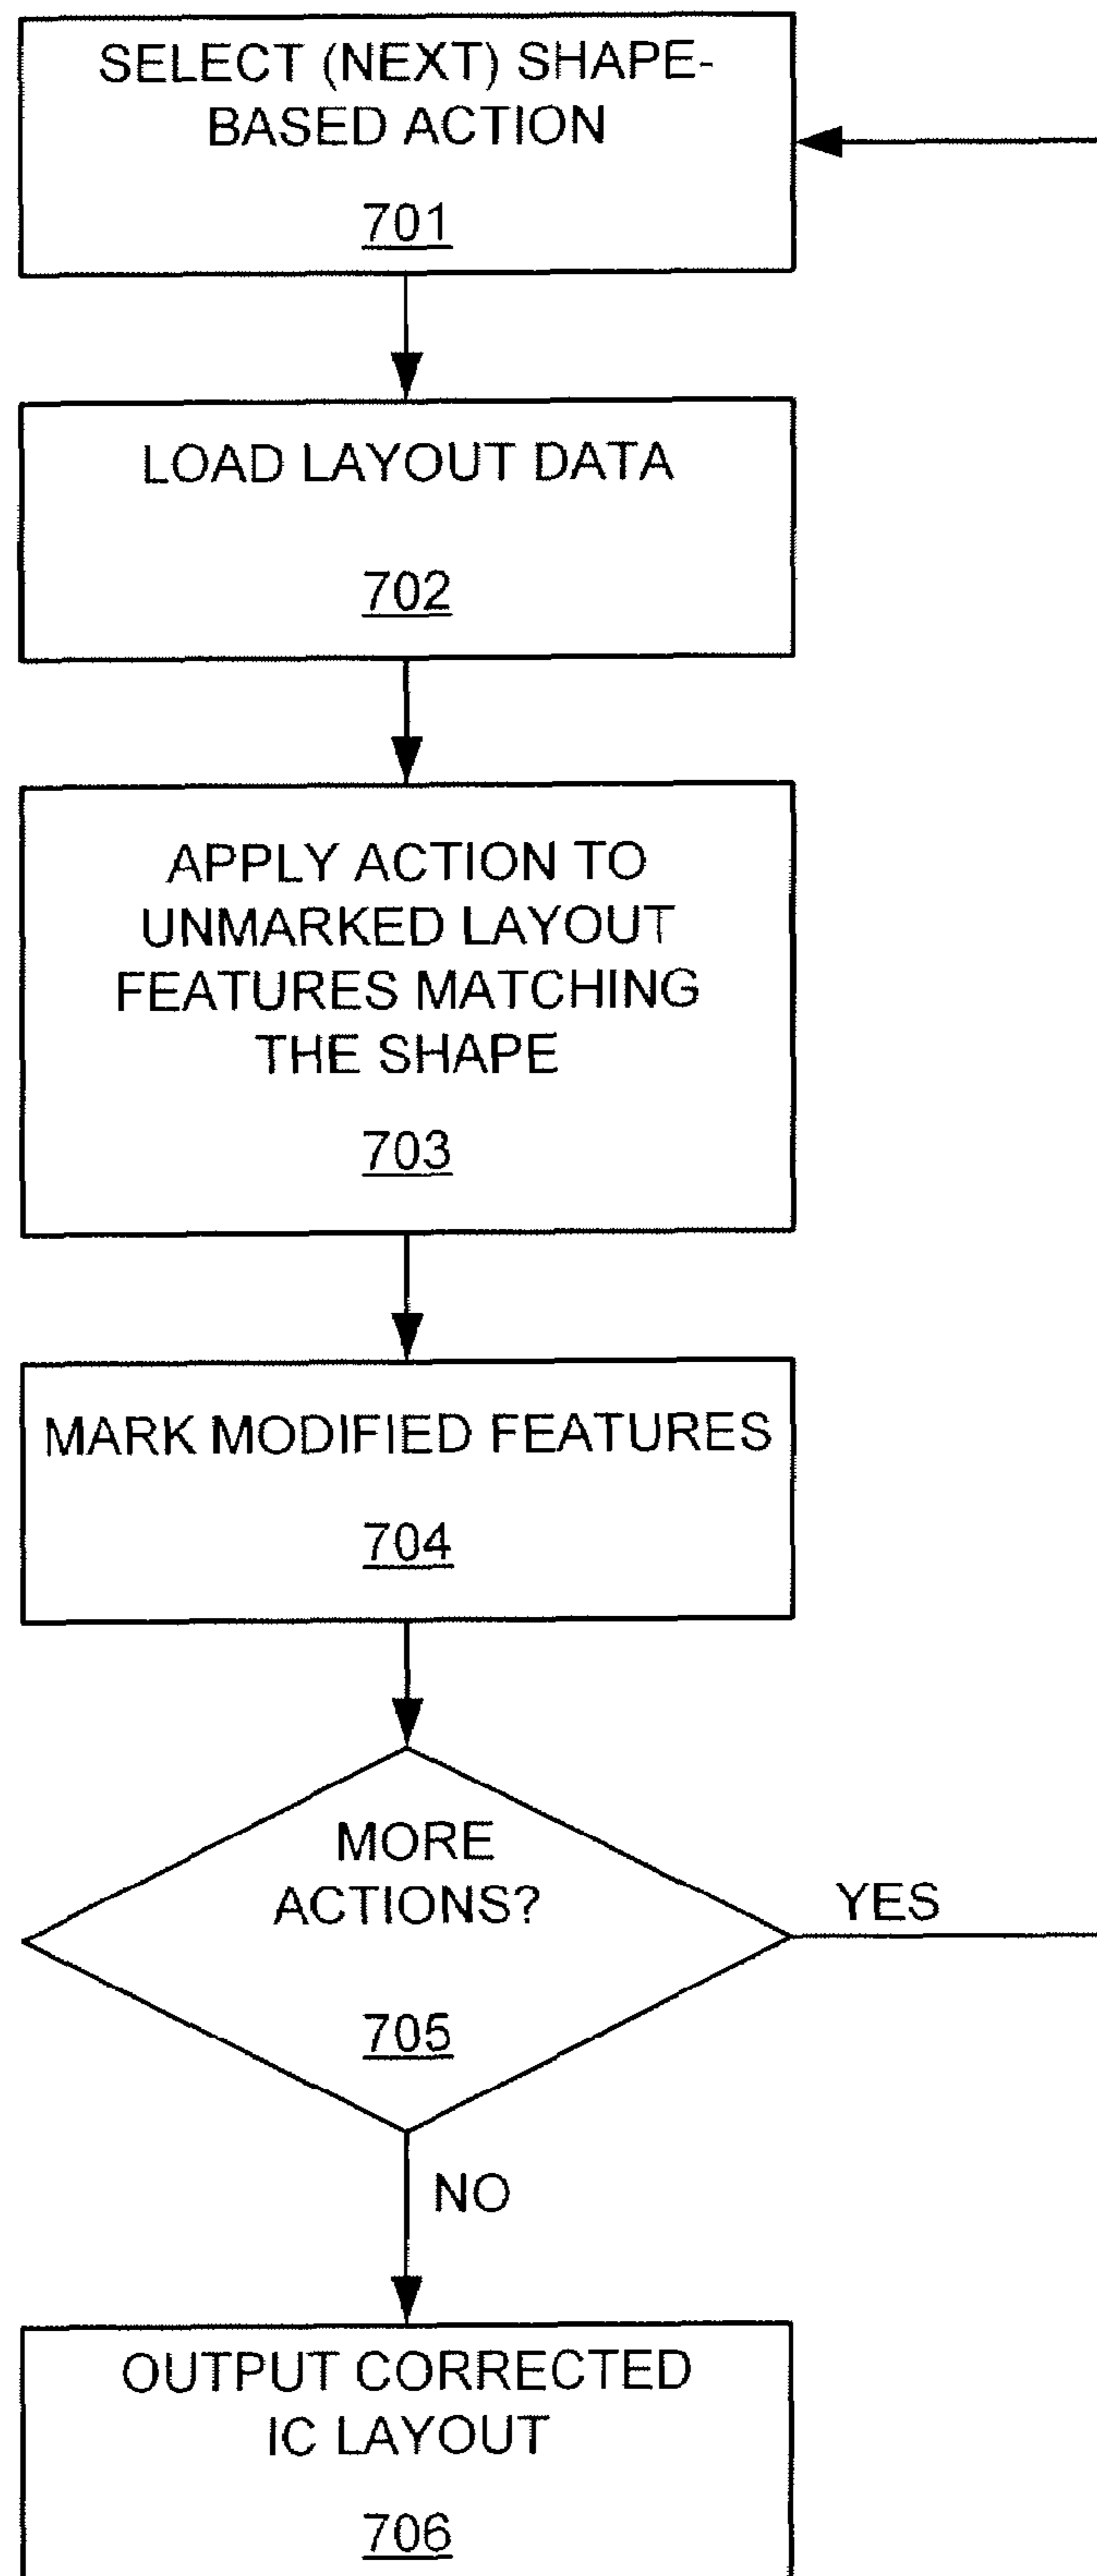 SELECT (NEXT) SHAPE-
BASED ACTION
701
LOAD LAYOUT DATA
702
APPLY ACTION TO
UNMARKED LAYOUT
FEATURES MATCHING
THE SHAPE
703
MARK MODIFIED FEATURES
704
MORE
ACTIONS?
705
YES
NO
OUTPUT CORRECTED
IC LAYOUT
706